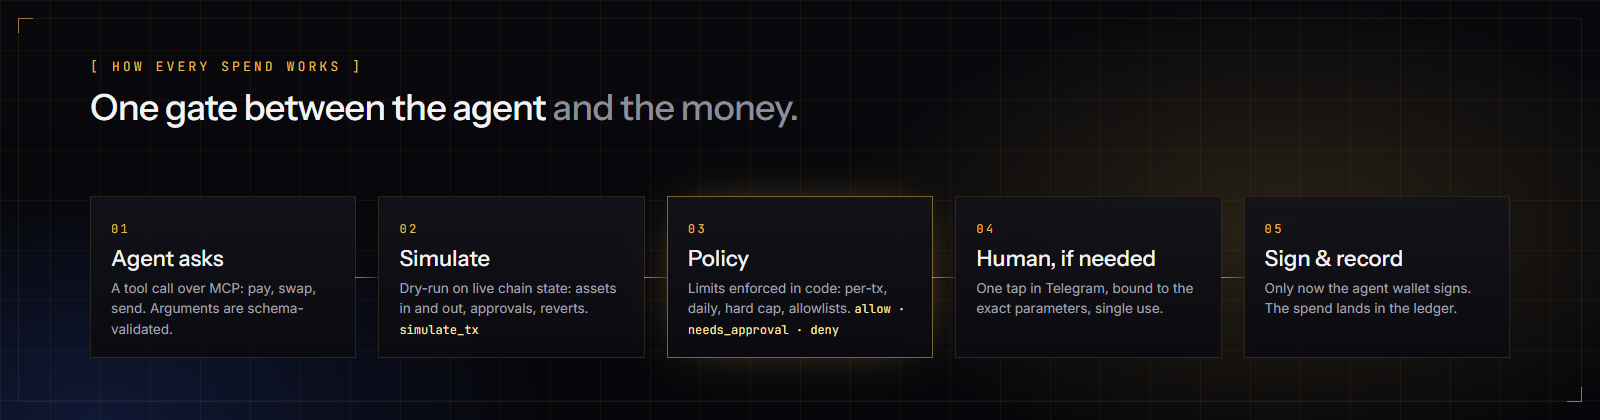 [ HOW EVERY SPEND WORKS ]
One gate between the agent and the money.
01
Agent asks
A tool call over MCP: pay, swap,
send. Arguments are schema-
validated.
02
Simulate
Dry-run on live chain state: assets
in and out, approvals, reverts.
simulate_tx
03
Policy
Limits enforced in code: per-tx,
daily, hard cap, allowlists. allow ·
needs_approval · deny
04
Human, if needed
One tap in Telegram, bound to the
exact parameters, single use.
05
Sign & record
Only now the agent wallet signs.
The spend lands in the ledger.